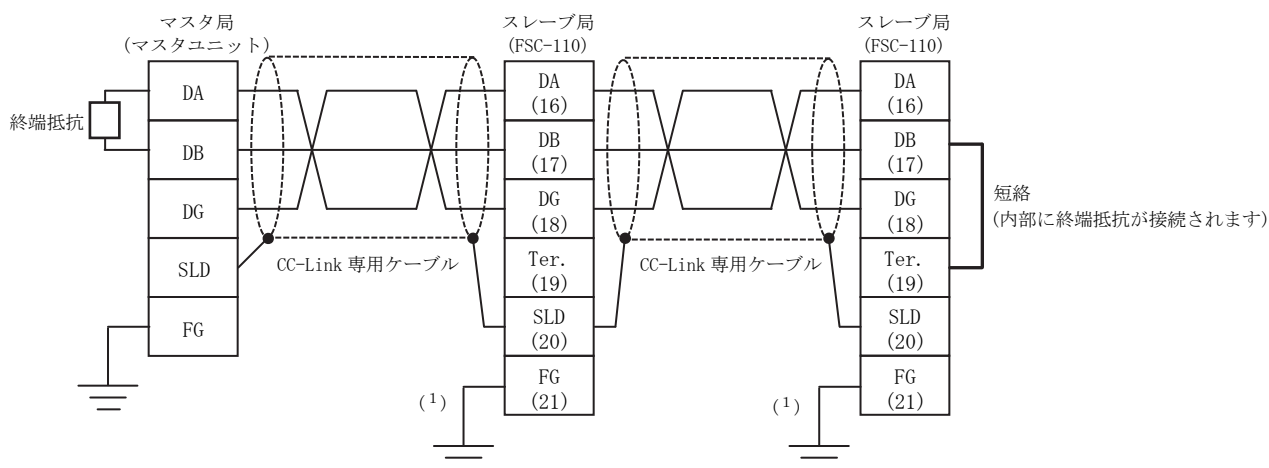 マスタ局
(マスタユニット)
終端抵抗
DA
DB
DG
SLD
FG
CC-Link 専用ケーブル
スレーブ局
(FSC-110)
DA
(16)
DB
(17)
DG
(18)
Ter.
(19)
SLD
(20)
FG
(21)
(1)
CC-Link 専用ケーブル
スレーブ局
(FSC-110)
DA
(16)
DB
(17)
DG
(18)
Ter.
(19)
SLD
(20)
FG
(21)
(1)
短絡
(内部に終端抵抗が接続されます)